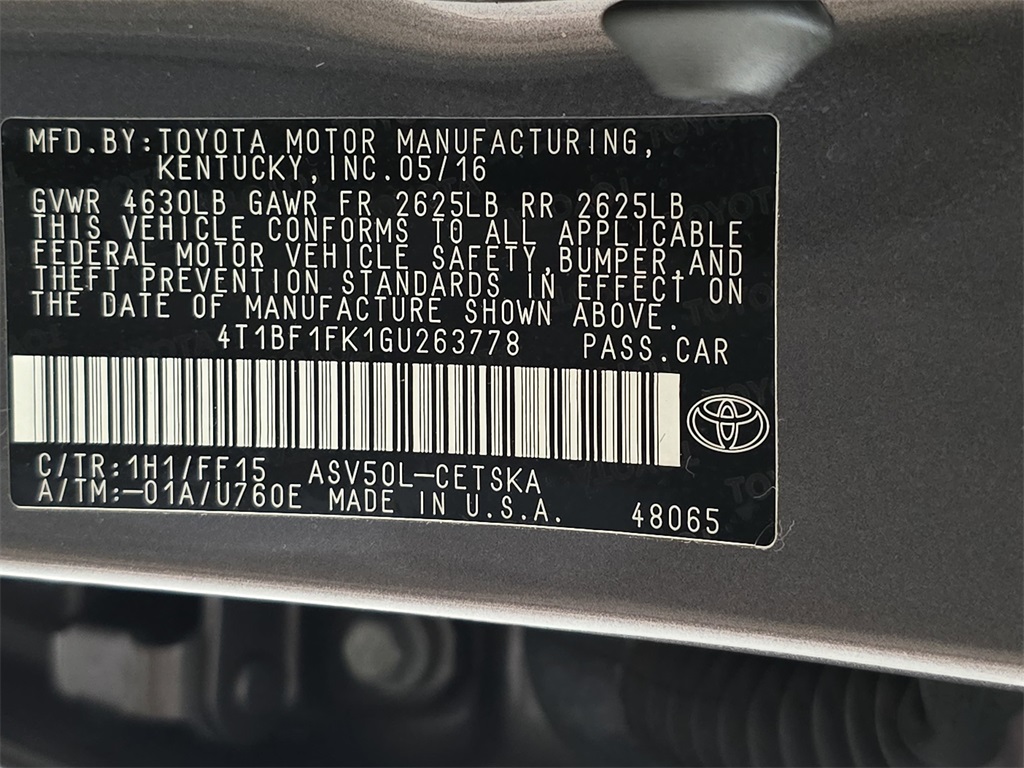 MFD.BY:TOYOTA MOTOR MANUFACTURING,
KENTUCKY,INC.05/16
GVWR 4630LB GAWR FR 2625LB RR 2625LB
THIS VEHICLE CONFORMS TO ALL APPLICABLE
FEDERAL MOTOR VEHICLE SAFETY,BUMPER,AND
THEFT PREVENTION STANDARDS IN EFFECT ON
THE DATE OF MANUFACTURE SHOWN ABOVE.
4T1BF1FK1GU263778 PASS.CAR
C/TR:1H1/FF15 ASV50L-CETSKA
A/TM:-01A/U760E MADE IN U.S.A. 48065